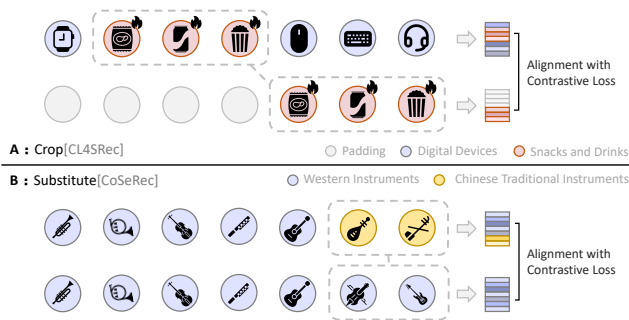 Alignment with
Contrastive Loss
A : Crop[CL4SRec]
Padding
Digital Devices
Snacks and Drinks
B : Substitute[CoSeRec]
Western Instruments
Chinese Traditional Instruments
Alignment with
Contrastive Loss